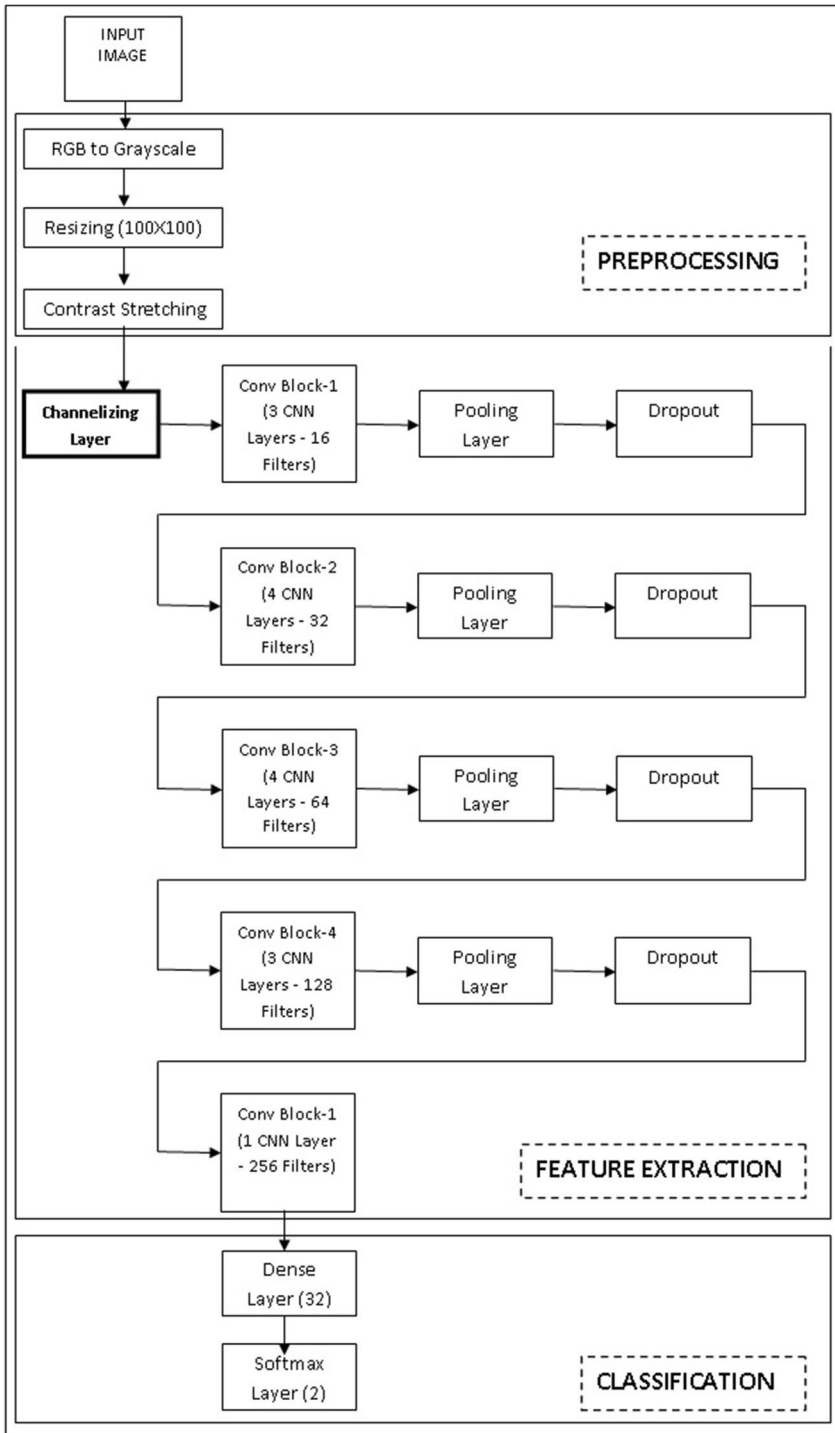 INPUT
IMAGE
RGB to Grayscale
Resizing (100X100)
PREPROCESSING
Contrast Stretching
Channelizing
Layer
Conv Block-1
(3 CNN
Layers - 16
Filters)
Pooling
Layer
Dropout
Conv Block-2
(4 CNN
Layers - 32
Filters)
Pooling
Layer
Dropout
Conv Block-3
(4 CNN
Layers - 64
Filters)
Pooling
Layer
Dropout
Conv Block-4
(3 CNN
Layers - 128
Filters)
Pooling
Layer
Dropout
Conv Block-1
(1 CNN Layer
- 256 Filters)
FEATURE EXTRACTION
Dense
Layer (32)
Softmax
Layer (2)
CLASSIFICATION